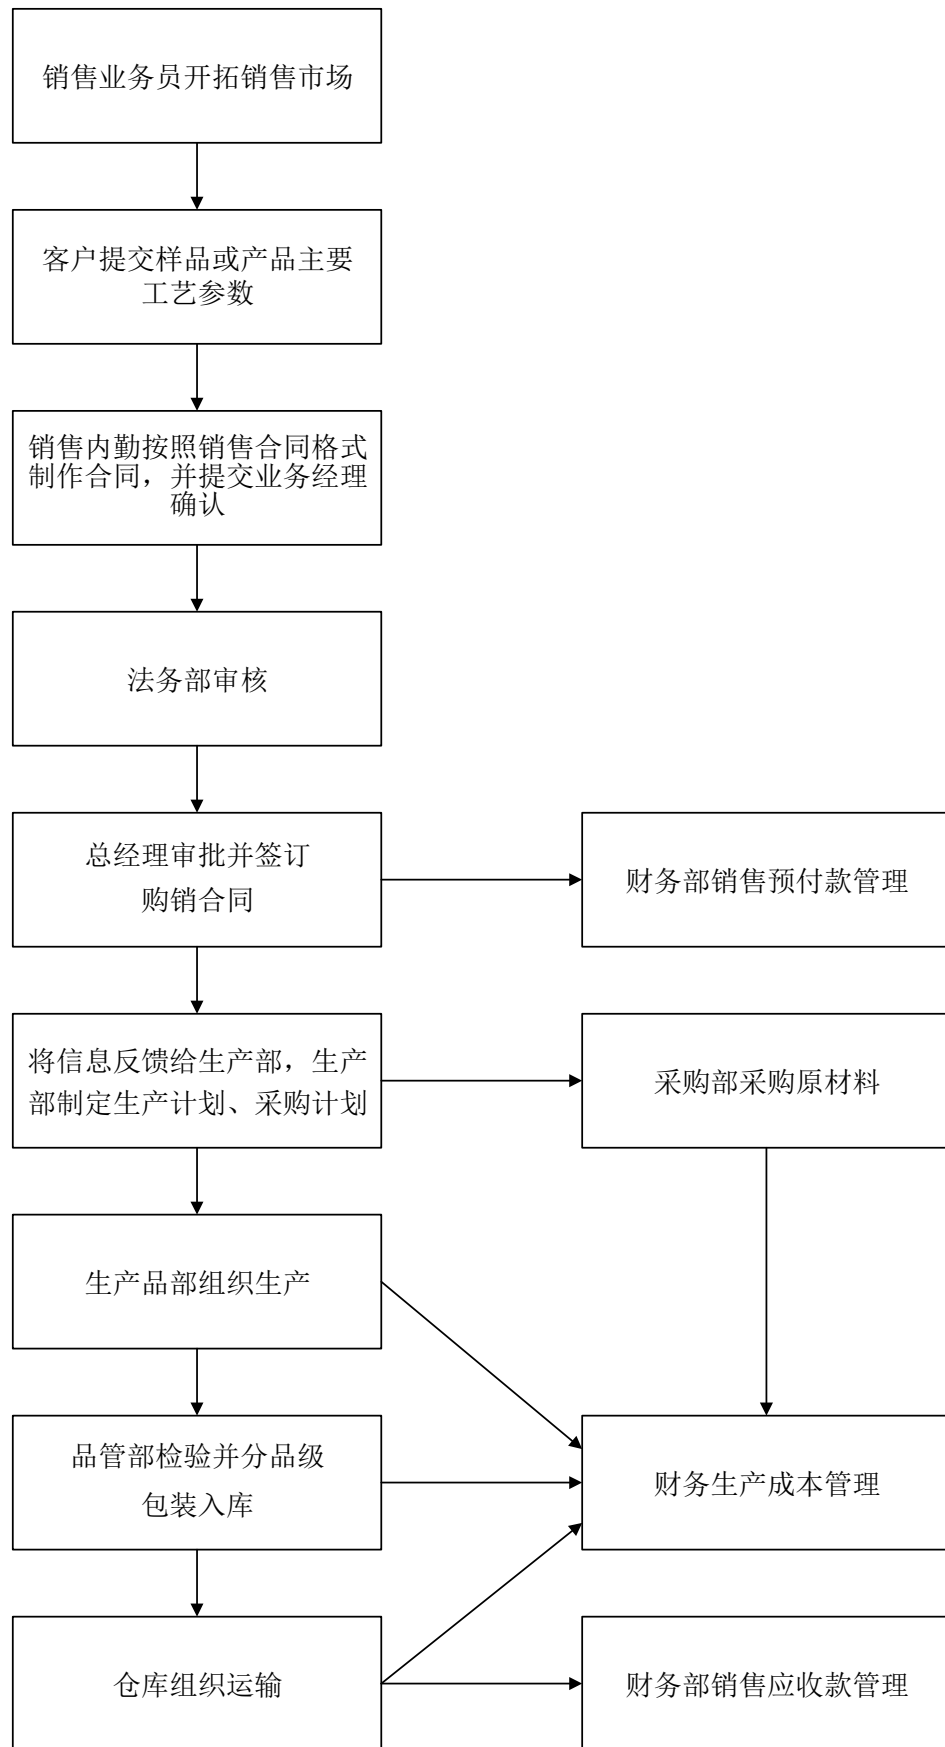 销售业务员开拓销售市场
客户提交样品或产品主要
工艺参数
销售内勤按照销售合同格式
制作合同，并提交业务经理
确认
法务部审核
总经理审批并签订
购销合同
财务部销售预付款管理
将信息反馈给生产部，生产
部制定生产计划、采购计划
采购部采购原材料
生产品部组织生产
品管部检验并分品级
包装入库
财务生产成本管理
仓库组织运输
财务部销售应收款管理